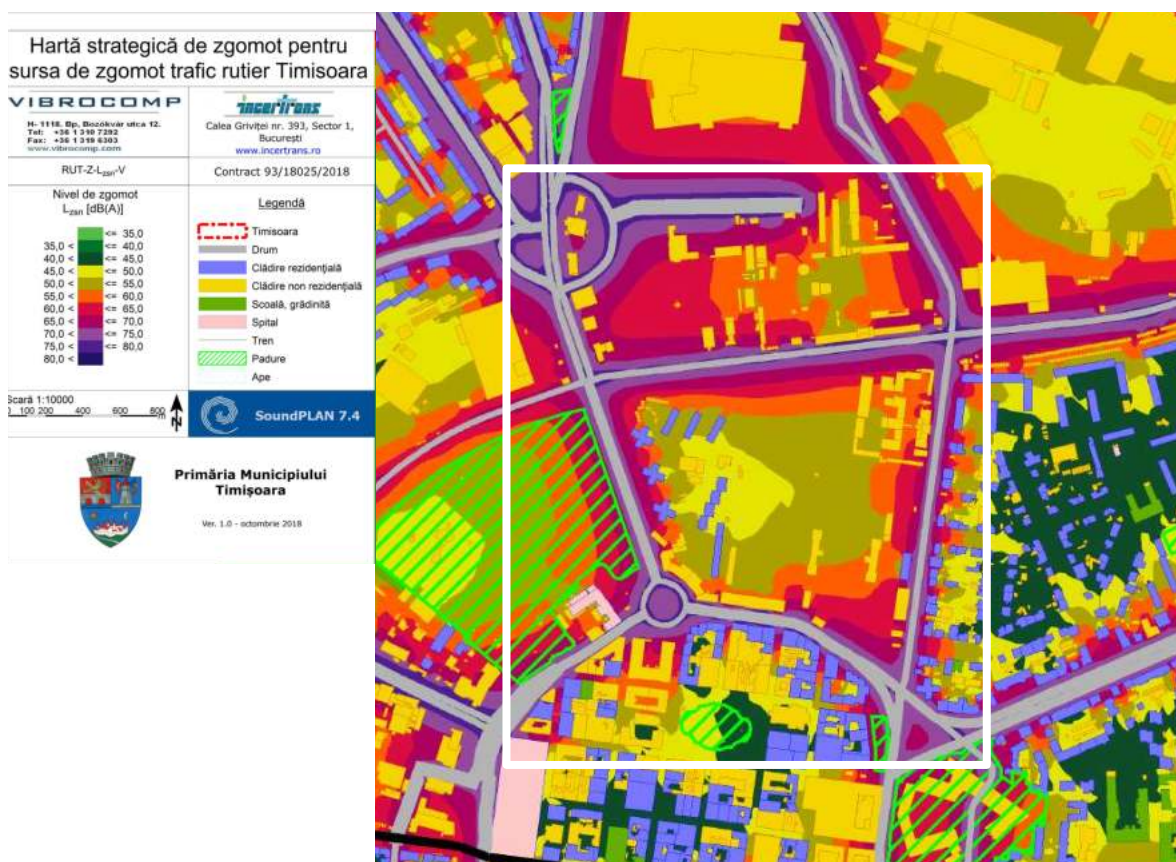 Hartă strategică de zgomot pentru
sursa de zgomot trafic rutier Timisoara
VIBROCOMP
H- 1118. Bp, Bozókvár utca 12.
Tel: +36 1 310 7292
Fax: +36 1 319 6303
www.vibrocomp.com
incertrans
Calea Griviței nr. 393, Sector 1,
București
www.incertrans.ro
RUT-Z-Lzsn-V
Contract 93/18025/2018
Nivel de zgomot
Lzsn [dB(A)]
<= 35,0
35,0 < <= 40,0
40,0 < <= 45,0
45,0 < <= 50,0
50,0 < <= 55,0
55,0 < <= 60,0
60,0 < <= 65,0
65,0 < <= 70,0
70,0 < <= 75,0
75,0 < <= 80,0
80,0 <
Legendă
Timisoara
Drum
Clădire rezidențială
Clădire non rezidențială
Scoală, grădinită
Spital
Tren
Padure
Ape
Scară 1:10000
0 100 200 400 600 800
m
N
SoundPLAN 7.4
Primăria Municipiului
Timișoara
Ver. 1.0 - octombrie 2018